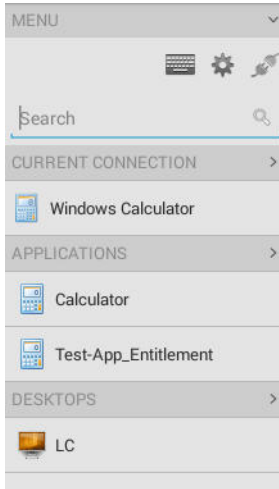 MENU
Search
CURRENT CONNECTION
Windows Calculator
APPLICATIONS
Calculator
Test-App_Entitlement
DESKTOPS
LC